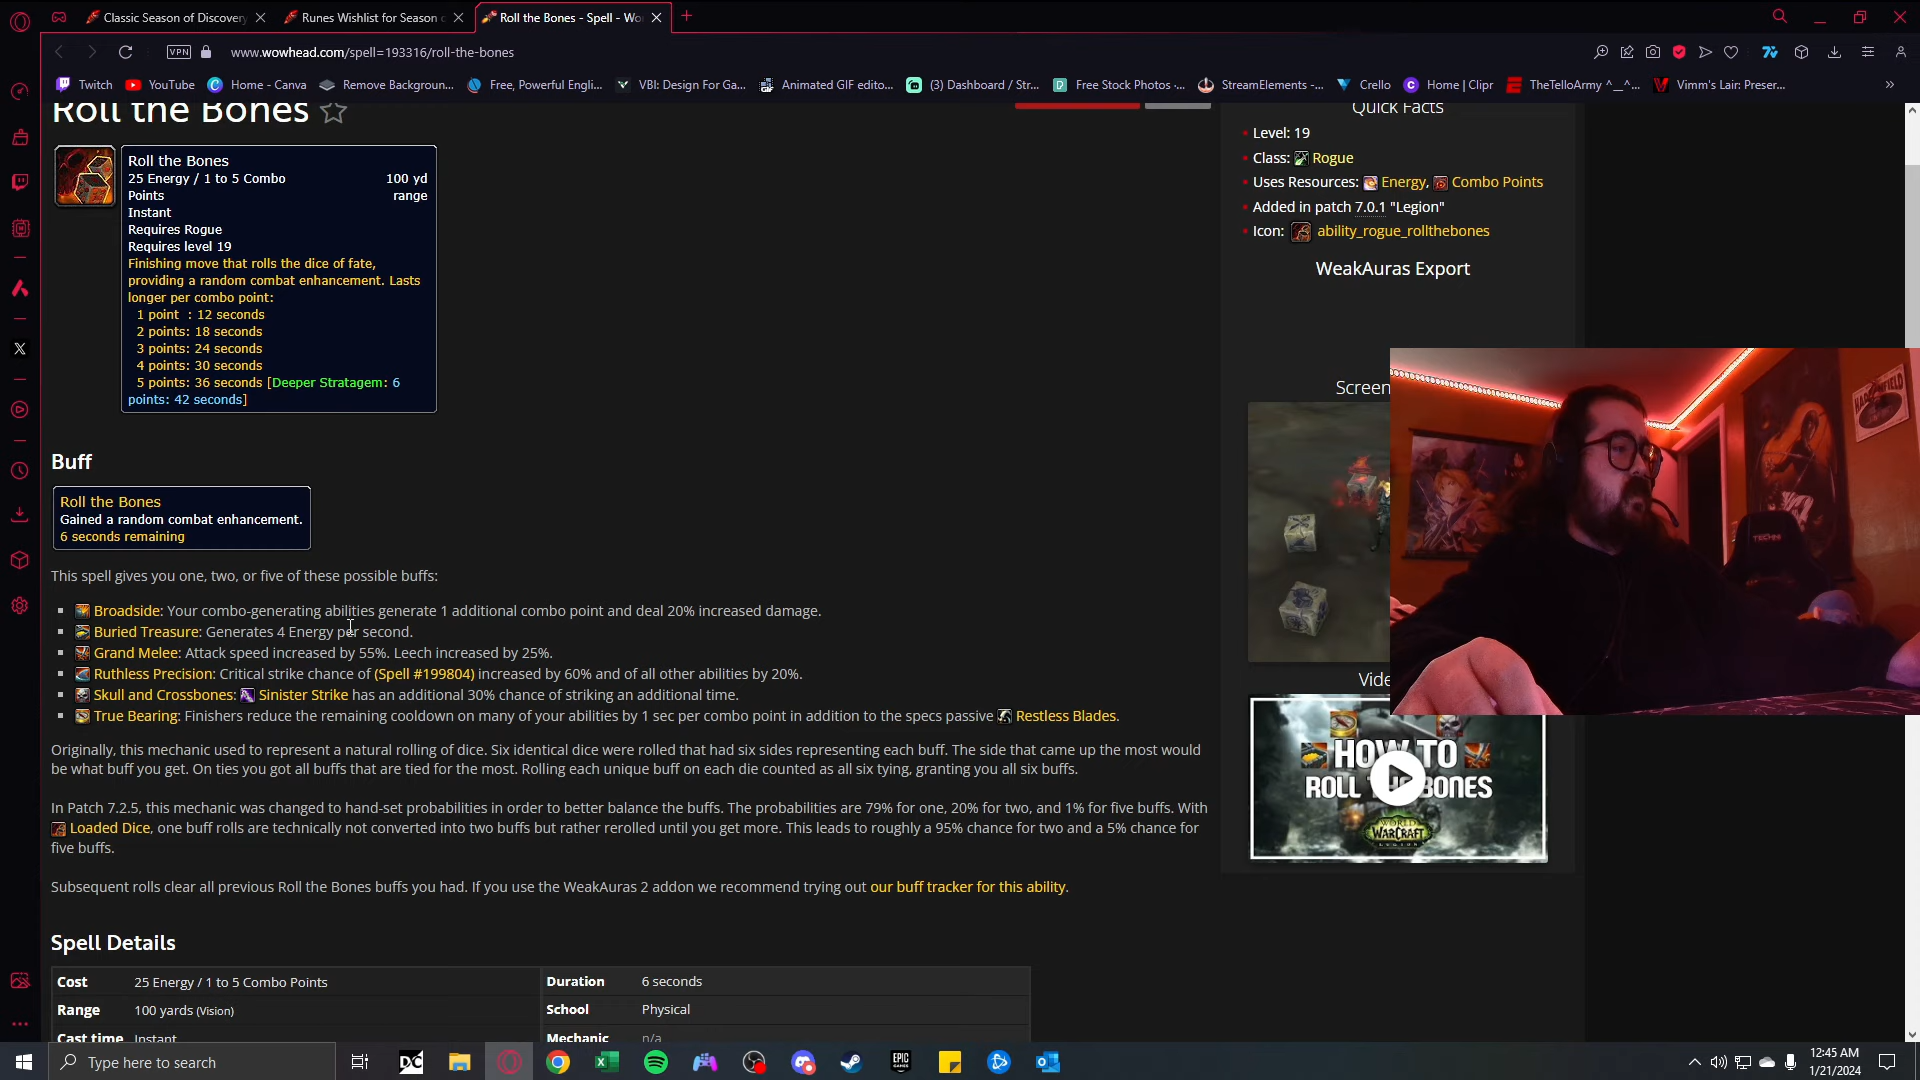 Classic Season of Discovery
Runes Wishlist for Season o
Roll the Bones - Spell - Wo
VPN
www.wowhead.com/spell=193316/roll-the-bones
Twitch
YouTube
Home - Canva
Remove Backgroun...
Free, Powerful Engli...
VBI: Design For Ga...
Animated GIF edito...
(3) Dashboard / Str...
Free Stock Photos ·...
StreamElements -...
Crello
Home | Clipr
TheTelloArmy ^__^...
Vimm's Lair: Preser...
Roll the Bones
Roll the Bones
25 Energy / 1 to 5 Combo Points
100 yd range
Instant
Requires Rogue
Requires level 19
Finishing move that rolls the dice of fate,
providing a random combat enhancement. Lasts
longer per combo point:
1 point : 12 seconds
2 points: 18 seconds
3 points: 24 seconds
4 points: 30 seconds
5 points: 36 seconds [Deeper Stratagem: 6
points: 42 seconds]
Buff
Roll the Bones
Gained a random combat enhancement.
6 seconds remaining
This spell gives you one, two, or five of these possible buffs:
Broadside: Your combo-generating abilities generate 1 additional combo point and deal 20% increased damage.
Buried Treasure: Generates 4 Energy per second.
Grand Melee: Attack speed increased by 55%. Leech increased by 25%.
Ruthless Precision: Critical strike chance of (Spell #199804) increased by 60% and of all other abilities by 20%.
Skull and Crossbones: Sinister Strike has an additional 30% chance of striking an additional time.
True Bearing: Finishers reduce the remaining cooldown on many of your abilities by 1 sec per combo point in addition to the specs passive Restless Blades.
Originally, this mechanic used to represent a natural rolling of dice. Six identical dice were rolled that had six sides representing each buff. The side that came up the most would
be what buff you get. On ties you got all buffs that are tied for the most. Rolling each unique buff on each die counted as all six tying, granting you all six buffs.
In Patch 7.2.5, this mechanic was changed to hand-set probabilities in order to better balance the buffs. The probabilities are 79% for one, 20% for two, and 1% for five buffs. With
Loaded Dice, one buff rolls are technically not converted into two buffs but rather rerolled until you get more. This leads to roughly a 95% chance for two and a 5% chance for
five buffs.
Subsequent rolls clear all previous Roll the Bones buffs you had. If you use the WeakAuras 2 addon we recommend trying out our buff tracker for this ability.
Spell Details
Cost 25 Energy / 1 to 5 Combo Points
Duration 6 seconds
Range 100 yards (Vision)
School Physical
Cast time Instant
Mechanic n/a
Quick Facts
Level: 19
Class: Rogue
Uses Resources: Energy, Combo Points
Added in patch 7.0.1 "Legion"
Icon: ability_rogue_rollthebones
WeakAuras Export
Screen
Vide
HOW TO
ROLL THE BONES
WORLD
WARCRAFT
LEGION
TECHNI
Type here to search
DC
EPIC
GAMES
12:45 AM
1/21/2024